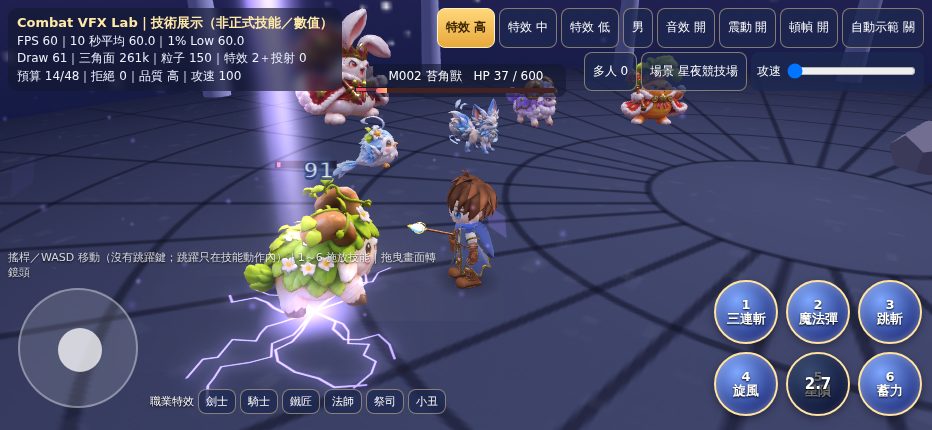 Combat VFX Lab｜技術展示（非正式技能／數值）
FPS 60｜10 秒平均 60.0｜1% Low 60.0
Draw 61｜三角面 261k｜粒子 150｜特效 2＋投射 0
預算 14/48｜拒絕 0｜品質 高｜攻速 100
特效 高
特效 中
特效 低
男
音效 開
震動 開
頓幀 開
自動示範 關
多人 0
場景 星夜競技場
攻速
M002 苔角獸 HP 37 / 600
91
搖桿／WASD 移動（沒有跳躍鍵；跳躍只在技能動作內）｜1～6 施放技能｜拖曳畫面轉
鏡頭
1
三連斬
2
魔法彈
3
跳斬
4
旋風
2.7
6
蓄力
職業特效
劍士
騎士
鐵匠
法師
祭司
小丑